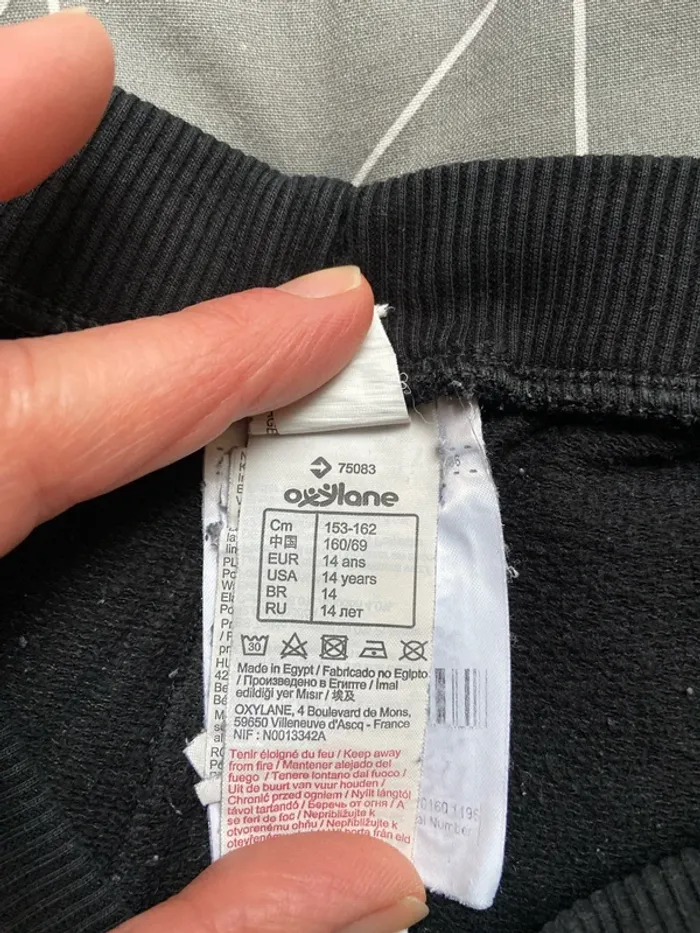 75083
oxylane
Cm 153-162
中国 160/69
EUR 14 ans
USA 14 years
BR 14
RU 14 лет
30
Made in Egypt / Fabricado no Egipto
/ Произведено в Египте / İmal
edildiği yer Mısır / 埃及
OXYLANE, 4 Boulevard de Mons,
59650 Villeneuve d'Ascq - France
NIF : N0013342A
Tenir éloigné du feu / Keep away
from fire / Mantener alejado del
fuego / Tenere lontano dal fuoco /
Uit de buurt van vuur houden /
Chronić przed ogniem / Nyílt lángtól
távol tartandó / Беречь от огня / A
se feri de foc / Nepribližujte k
otvorenému ohňu / Nepřibližujte k